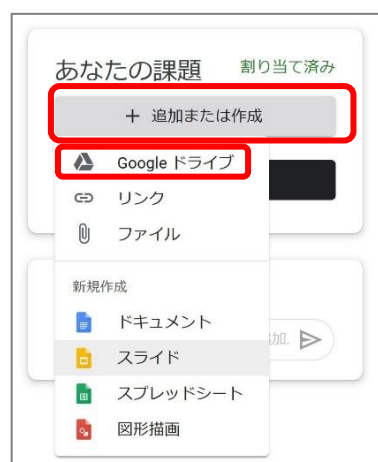 あなたの課題 割り当て済み
+ 追加または作成
Google ドライブ
リンク
ファイル
新規作成
ドキュメント
スライド
スプレッドシート
図形描画